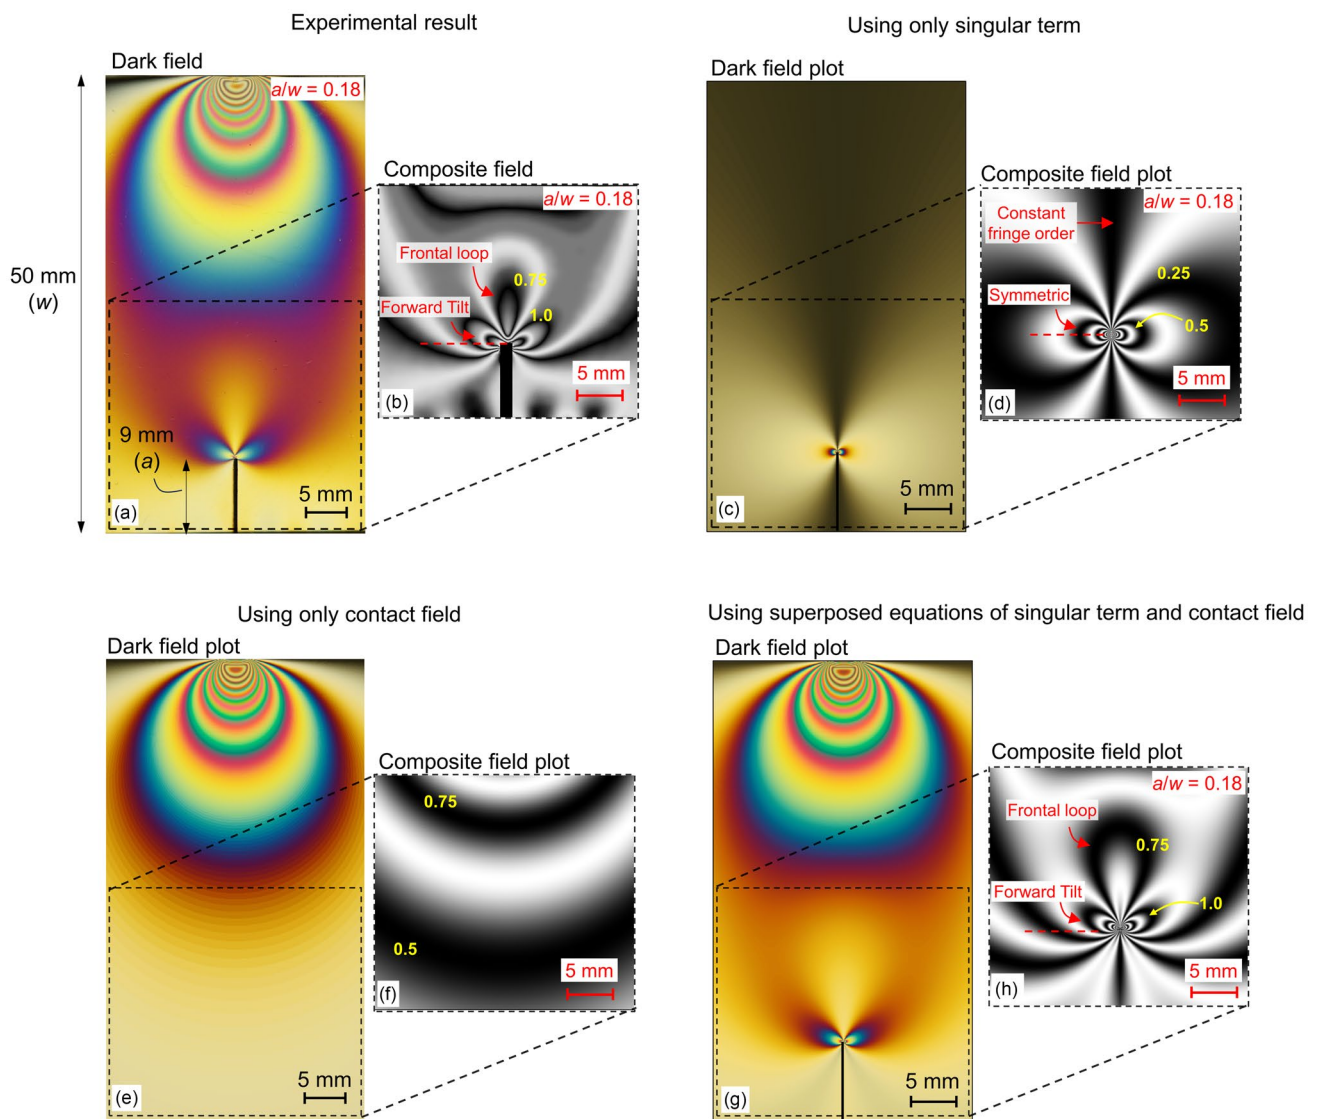 Experimental result
Dark field
a/w = 0.18
50 mm
(w)
9 mm
(a)
5 mm
(a)
Composite field
a/w = 0.18
Frontal loop
0.75
Forward Tilt
1.0
5 mm
(b)
Using only singular term
Dark field plot
5 mm
(c)
Composite field plot
a/w = 0.18
Constant
fringe order
0.25
Symmetric
0.5
5 mm
(d)
Using only contact field
Dark field plot
5 mm
(e)
Composite field plot
0.75
0.5
5 mm
(f)
Using superposed equations of singular term and contact field
Dark field plot
5 mm
(g)
Composite field plot
a/w = 0.18
Frontal loop
0.75
Forward Tilt
1.0
5 mm
(h)